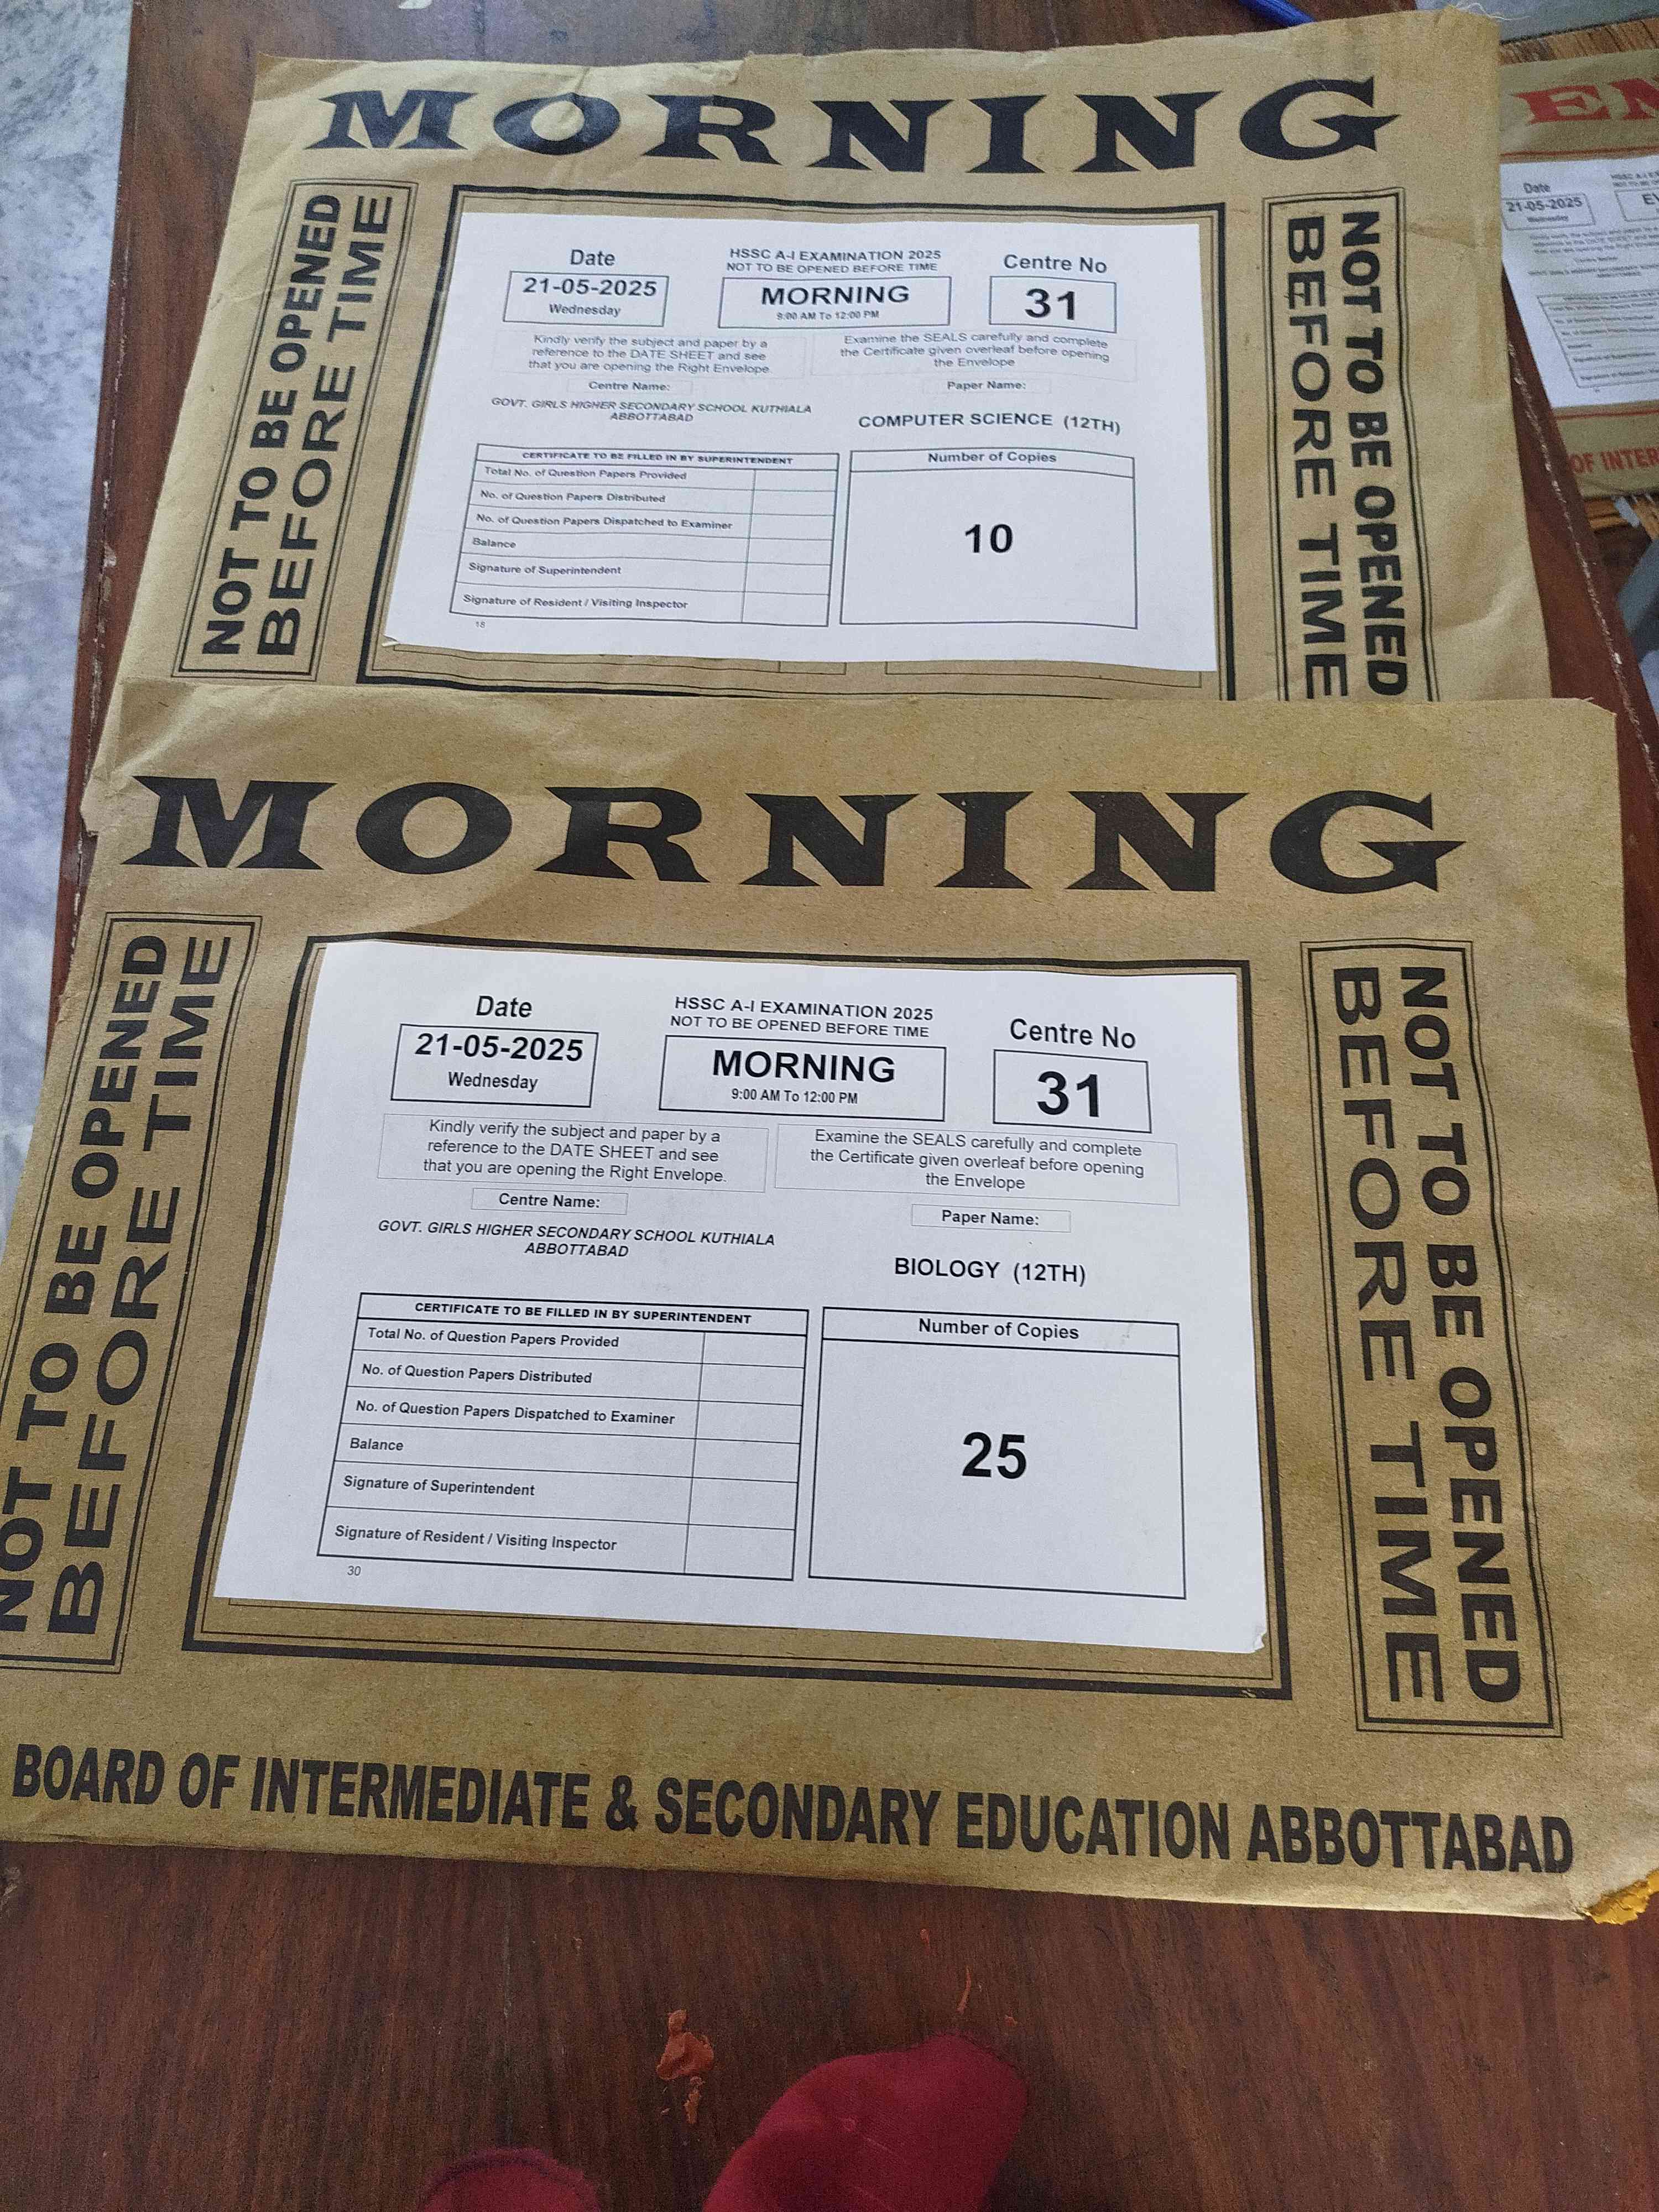 MORNING
NOT TO BE OPENED
BEFORE TIME
Date
21-05-2025
Wednesday
HSSC A-I EXAMINATION 2025
NOT TO BE OPENED BEFORE TIME
MORNING
9:00 AM To 12:00 PM
Centre No
31
Kindly verify the subject and paper by a
reference to the DATE SHEET and see
that you are opening the Right Envelope.
Examine the SEALS carefully and complete
the Certificate given overleaf before opening
the Envelope
Centre Name:
GOVT. GIRLS HIGHER SECONDARY SCHOOL KUTHIALA
ABBOTTABAD
Paper Name:
COMPUTER SCIENCE (12TH)
CERTIFICATE TO BE FILLED IN BY SUPERINTENDENT
Total No. of Question Papers Provided
No. of Question Papers Distributed
No. of Question Papers Dispatched to Examiner
Balance
Signature of Superintendent
Signature of Resident / Visiting Inspector
18
Number of Copies
10
NOT TO BE OPENED
BEFORE TIME
EN
Date
21-05-2025
Wednesday
OF INTER
MORNING
NOT TO BE OPENED
BEFORE TIME
Date
21-05-2025
Wednesday
HSSC A-I EXAMINATION 2025
NOT TO BE OPENED BEFORE TIME
MORNING
9:00 AM To 12:00 PM
Centre No
31
Kindly verify the subject and paper by a
reference to the DATE SHEET and see
that you are opening the Right Envelope.
Examine the SEALS carefully and complete
the Certificate given overleaf before opening
the Envelope
Centre Name:
GOVT. GIRLS HIGHER SECONDARY SCHOOL KUTHIALA
ABBOTTABAD
Paper Name:
BIOLOGY (12TH)
CERTIFICATE TO BE FILLED IN BY SUPERINTENDENT
Total No. of Question Papers Provided
No. of Question Papers Distributed
No. of Question Papers Dispatched to Examiner
Balance
Signature of Superintendent
Signature of Resident / Visiting Inspector
30
Number of Copies
25
NOT TO BE OPENED
BEFORE TIME
BOARD OF INTERMEDIATE & SECONDARY EDUCATION ABBOTTABAD